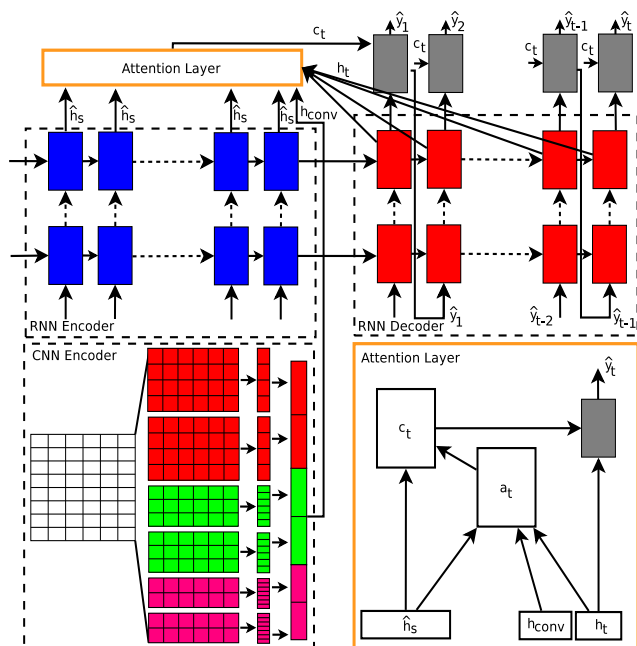 c_t
ŷ_1
ŷ_2
ŷ_t-1
ŷ_t
Attention Layer
h_t
c_t
c_t
c_t
ĥ_s
ĥ_s
ĥ_s
ĥ_s
h_conv
RNN Encoder
RNN Decoder
ŷ_1
ŷ_t-2
ŷ_t-1
CNN Encoder
Attention Layer
ŷ_t
c_t
a_t
ĥ_s
h_conv
h_t